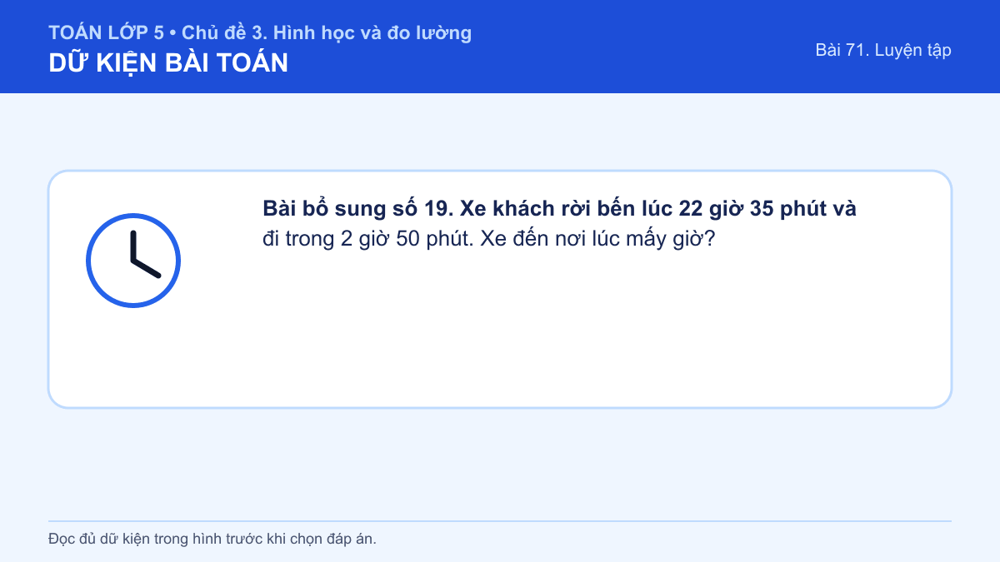 TOÁN LỚP 5 • Chủ đề 3. Hình học và đo lường
DỮ KIỆN BÀI TOÁN
Bài 71. Luyện tập
Bài bổ sung số 19. Xe khách rời bến lúc 22 giờ 35 phút và
đi trong 2 giờ 50 phút. Xe đến nơi lúc mấy giờ?
Đọc đủ dữ kiện trong hình trước khi chọn đáp án.